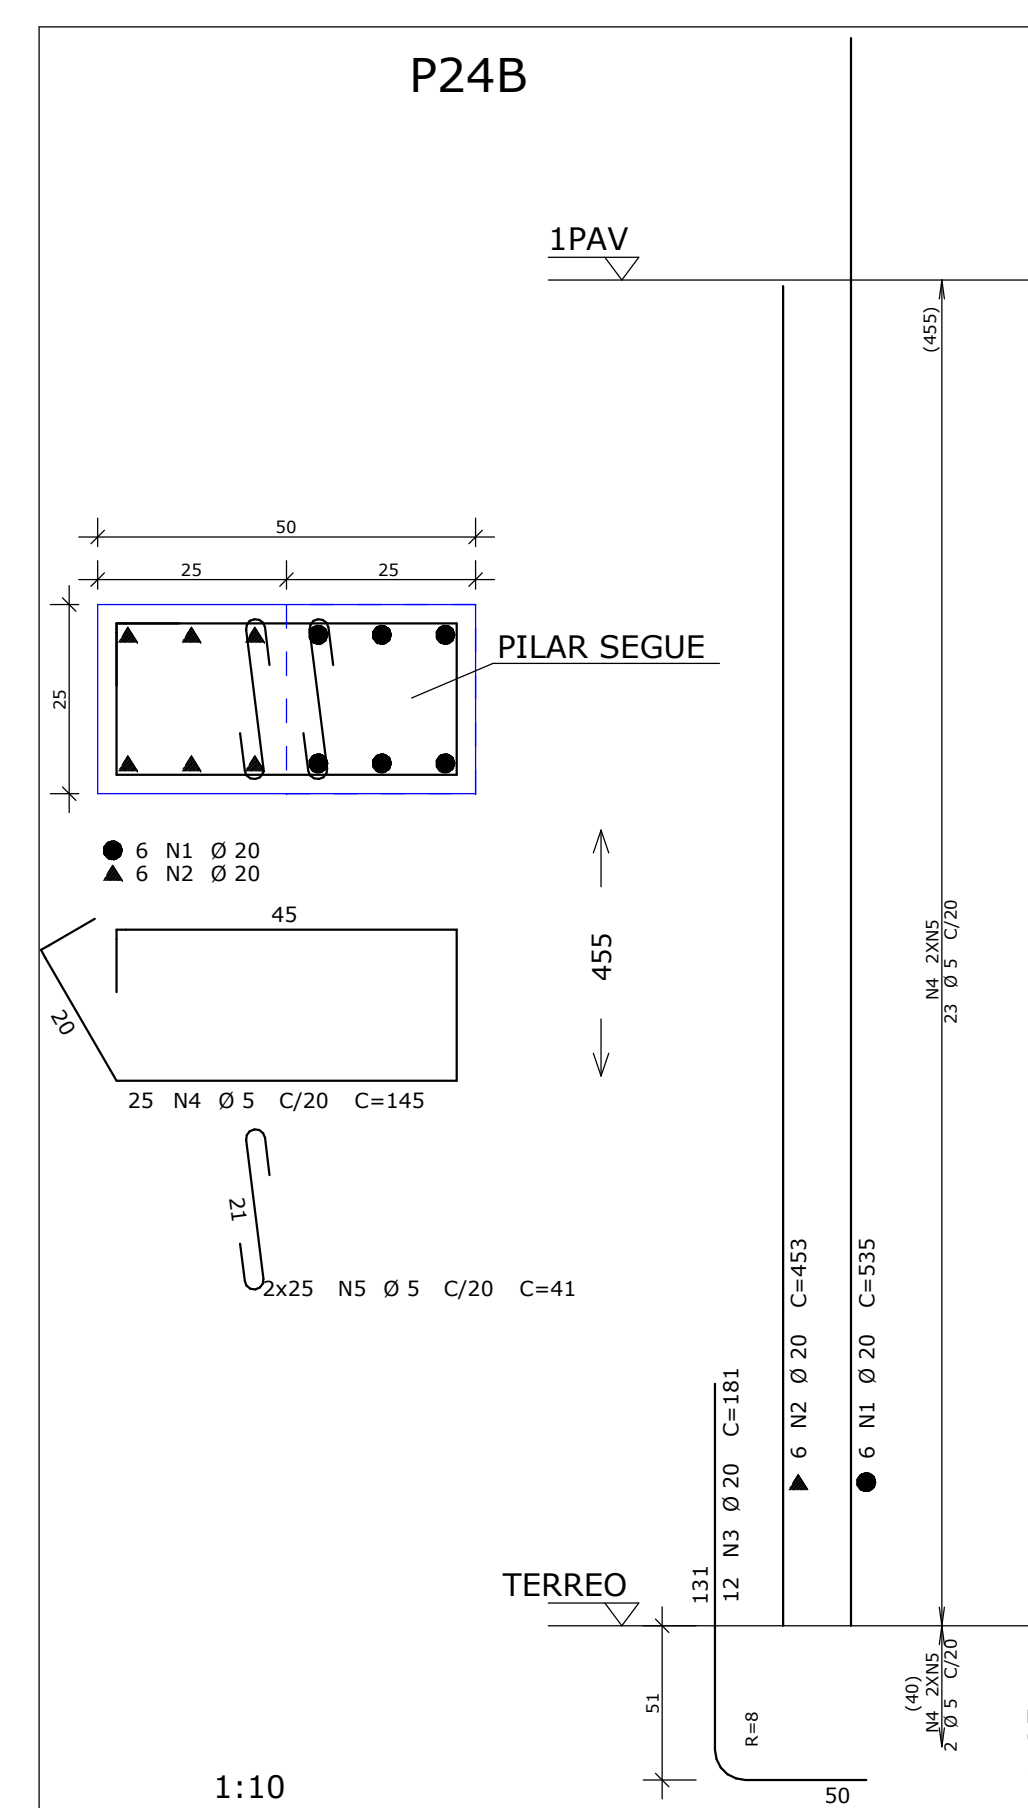 P24B
1PAV
(455)
50
25
25
25
PILAR SEGUE
6 N1 Ø 20
6 N2 Ø 20
45
20
25 N4 Ø 5 C/20 C=145
455
N4 2XN5
23 Ø 5 C/20
21
2x25 N5 Ø 5 C/20 C=41
6 N2 Ø 20 C=453
6 N1 Ø 20 C=535
131
12 N3 Ø 20 C=181
TERREO
51
R=8
(40)
N4 2XN5
2 Ø 5 C/20
50
1:10